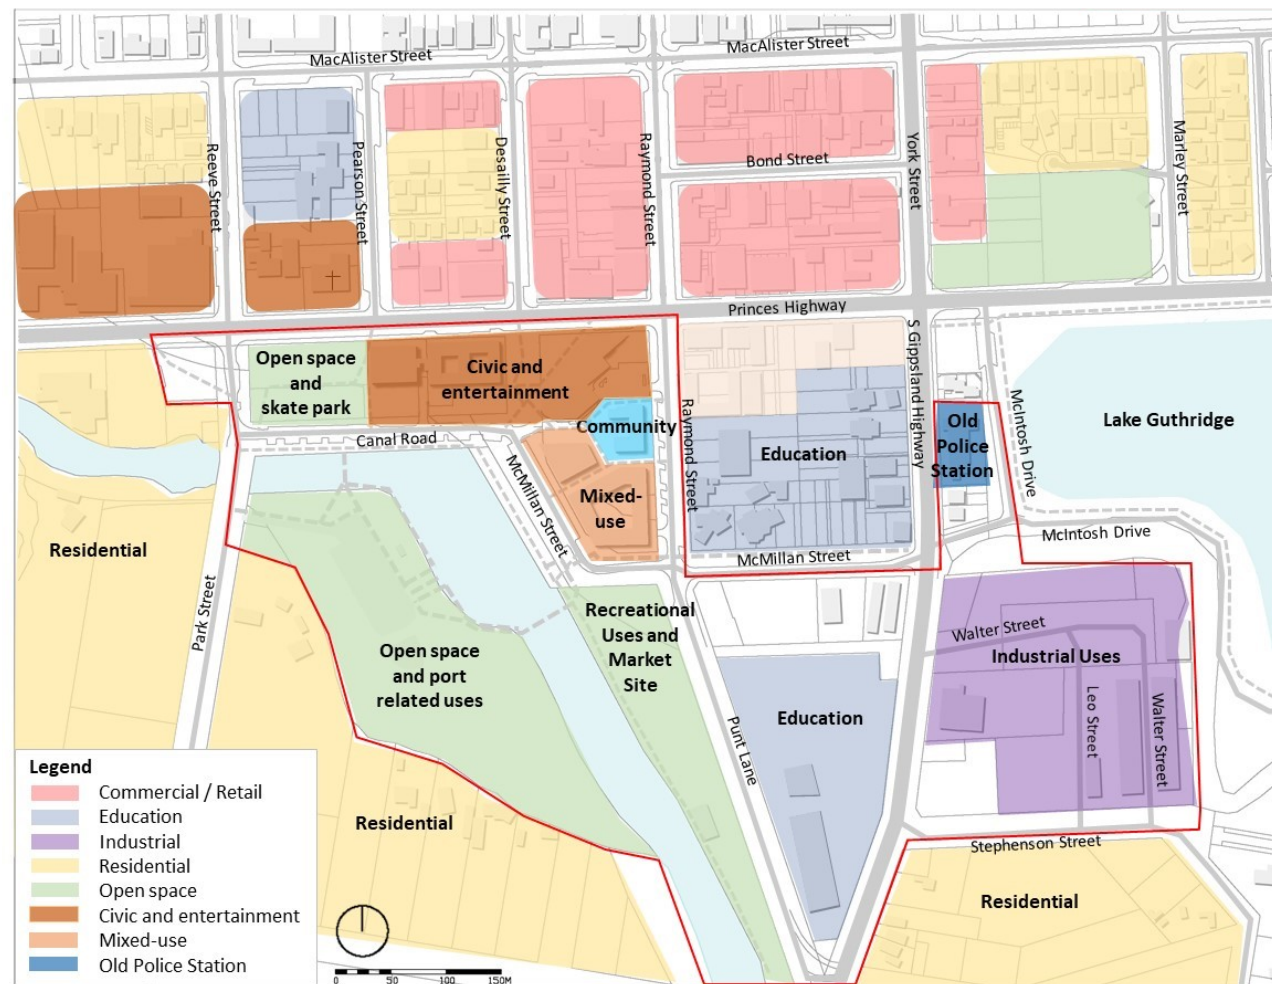 MacAlister Street
MacAlister Street
Reeve Street
Pearson Street
Desailly Street
Raymond Street
Bond Street
York Street
Marley Street
Princes Highway
Open space
and
skate park
Civic and
entertainment
Community
Canal Road
McMillan Street
Mixed-
use
Raymond Street
Education
S Gippsland Highway
Old
Police
Station
McIntosh Drive
Lake Guthridge
McMillan Street
McIntosh Drive
Residential
Park Street
Open space
and port
related uses
Recreational
Uses and
Market
Site
Punt Lane
Education
Walter Street
Industrial Uses
Leo Street
Walter Street
Stephenson Street
Residential
Residential
Legend
Commercial / Retail
Education
Industrial
Residential
Open space
Civic and entertainment
Mixed-use
Old Police Station
0 50 100 150M